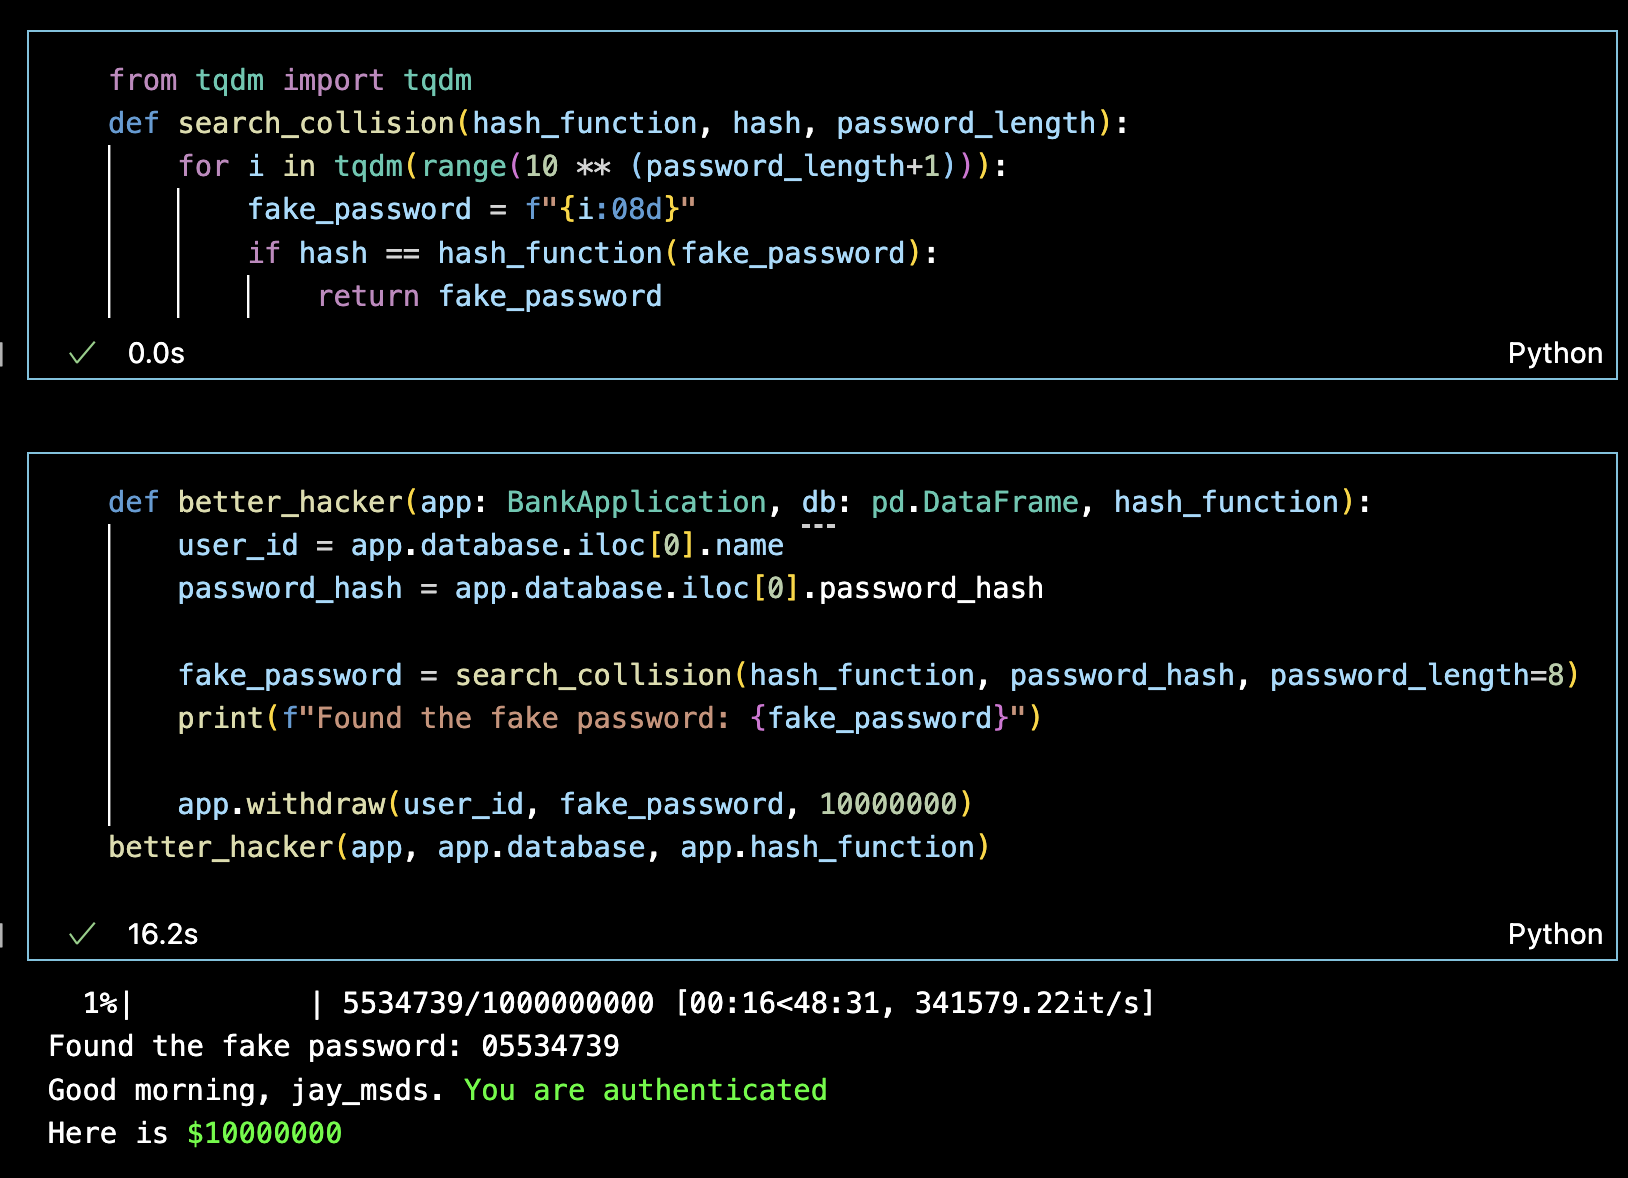 from tqdm import tqdm
def search_collision(hash_function, hash, password_length):
    for i in tqdm(range(10 ** (password_length+1))):
        fake_password = f"{i:08d}"
        if hash == hash_function(fake_password):
            return fake_password
✓ 0.0s Python
def better_hacker(app: BankApplication, db: pd.DataFrame, hash_function):
    user_id = app.database.iloc[0].name
    password_hash = app.database.iloc[0].password_hash
    fake_password = search_collision(hash_function, password_hash, password_length=8)
    print(f"Found the fake password: {fake_password}")
    app.withdraw(user_id, fake_password, 10000000)
better_hacker(app, app.database, app.hash_function)
✓ 16.2s Python
1%|          | 5534739/1000000000 [00:16<48:31, 341579.22it/s]
Found the fake password: 05534739
Good morning, jay_msds. You are authenticated
Here is $10000000